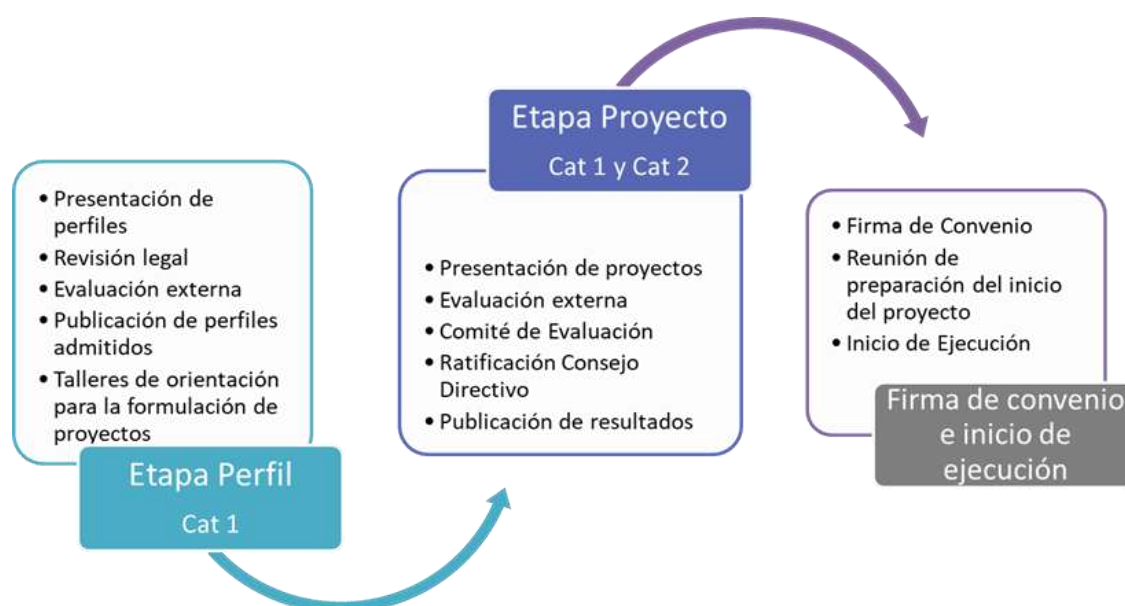 • Presentación de
perfiles
• Revisión legal
• Evaluación externa
• Publicación de perfiles
admitidos
• Talleres de orientación
para la formulación de
proyectos
Etapa Perfil
Cat 1
Etapa Proyecto
Cat 1 y Cat 2
• Presentación de proyectos
• Evaluación externa
• Comité de Evaluación
• Ratificación Consejo
Directivo
• Publicación de resultados
• Firma de Convenio
• Reunión de
preparación del inicio
del proyecto
• Inicio de Ejecución
Firma de convenio
e inicio de
ejecución